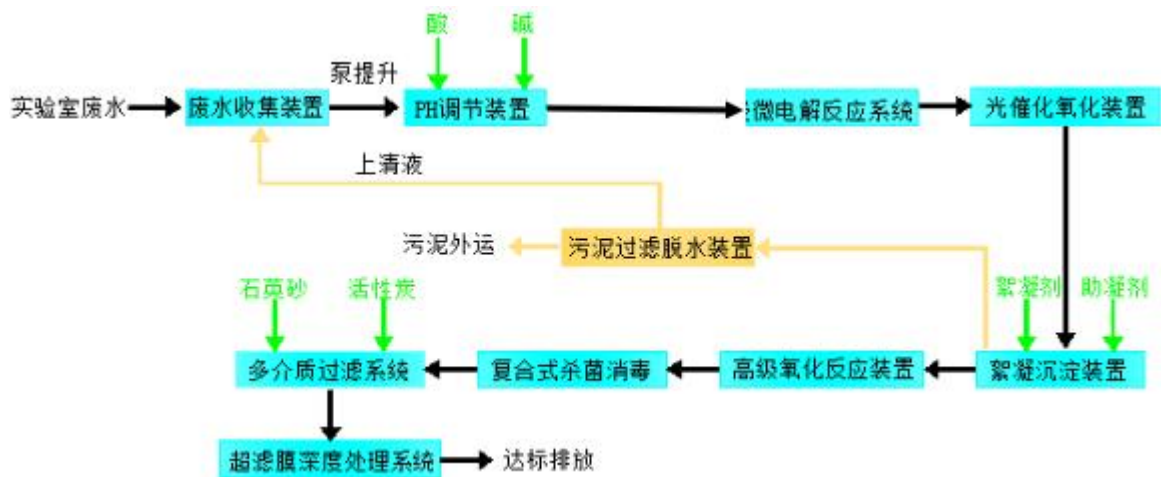 酸
碱
泵提升
实验室废水
废水收集装置
PH调节装置
微电解反应系统
光催化氧化装置
上清液
污泥外运
污泥过滤脱水装置
石英砂
活性炭
絮凝剂
助凝剂
多介质过滤系统
复合式杀菌消毒
高级氧化反应装置
絮凝沉淀装置
超滤膜深度处理系统
达标排放